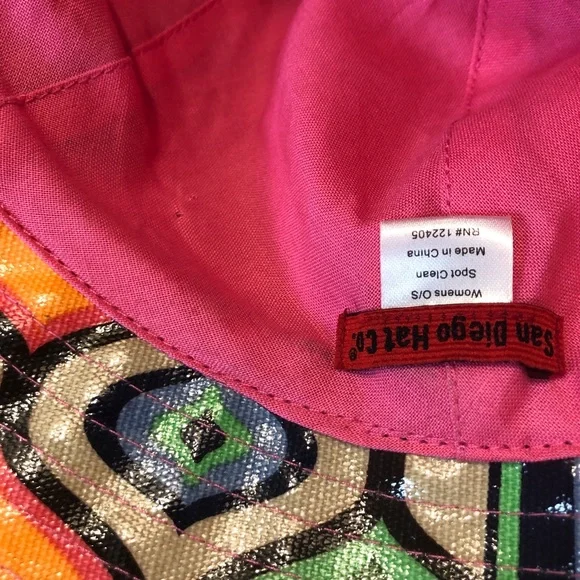 San Diego Hat Co.®
Womens O/S
Spot Clean
Made in China
RN# 122405